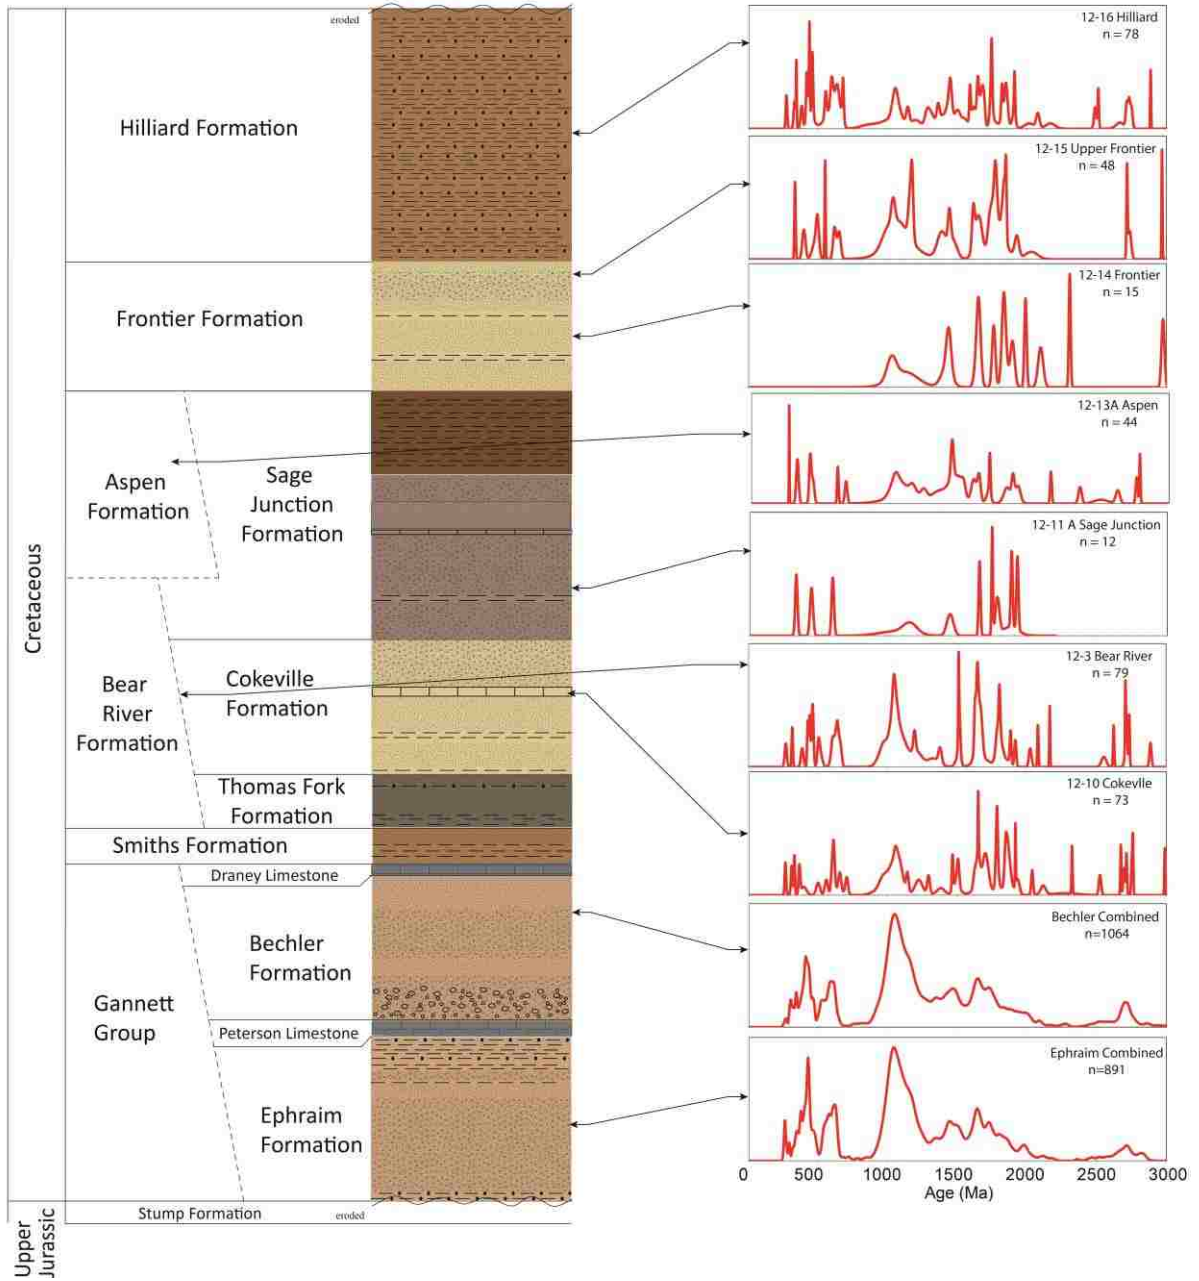 eroded
Hilliard Formation
Frontier Formation
Aspen
Formation
Sage
Junction
Formation
Cretaceous
Bear
River
Formation
Cokeville
Formation
Thomas Fork
Formation
Smiths Formation
Draney Limestone
Bechler
Formation
Gannett
Group
Peterson Limestone
Ephraim
Formation
Stump Formation
eroded
Upper
Jurassic
12-16 Hilliard
n = 78
12-15 Upper Frontier
n = 48
12-14 Frontier
n = 15
12-13A Aspen
n = 44
12-11 A Sage Junction
n = 12
12-3 Bear River
n = 79
12-10 Cokevlle
n = 73
Bechler Combined
n=1064
Ephraim Combined
n=891
0 500 1000 1500 2000 2500 3000
Age (Ma)